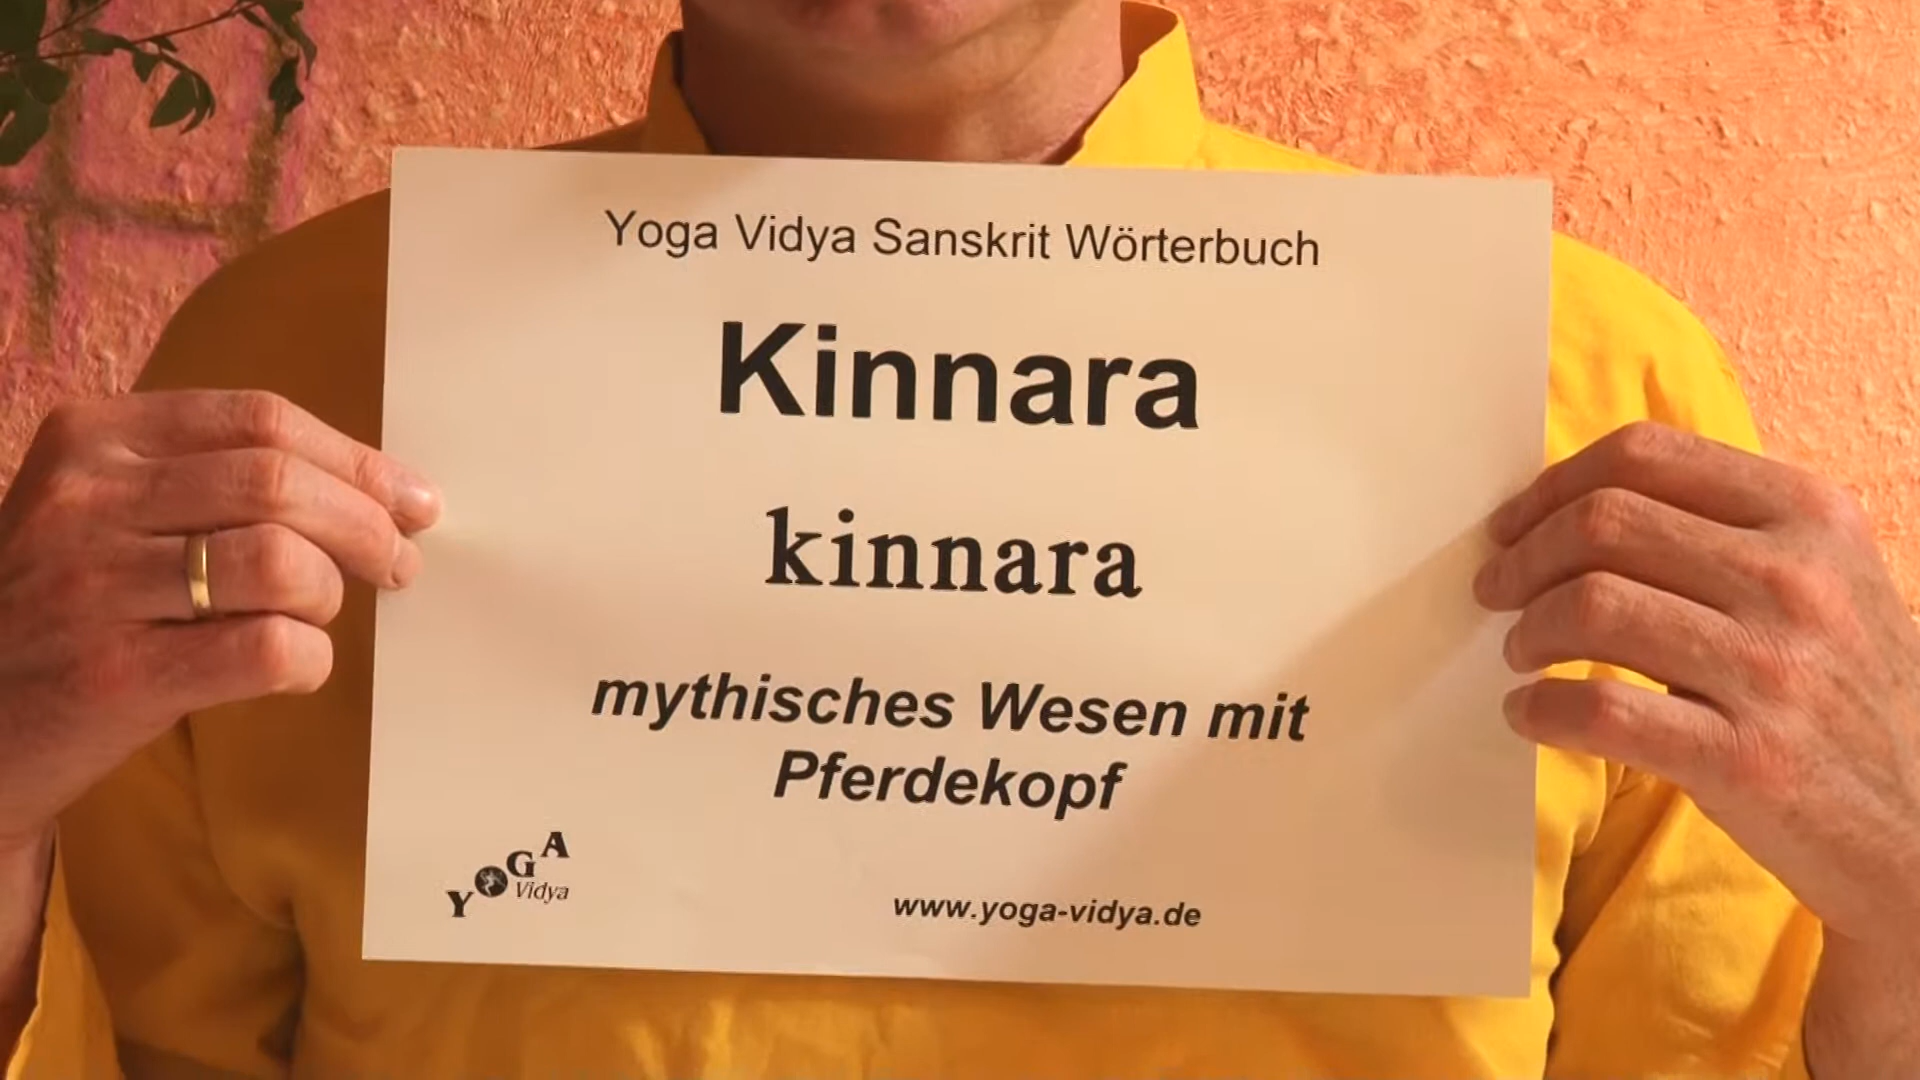 Yoga Vidya Sanskrit Wörterbuch
Kinnara
kinnara
mythisches Wesen mit
Pferdekopf
YOGA
Vidya
www.yoga-vidya.de